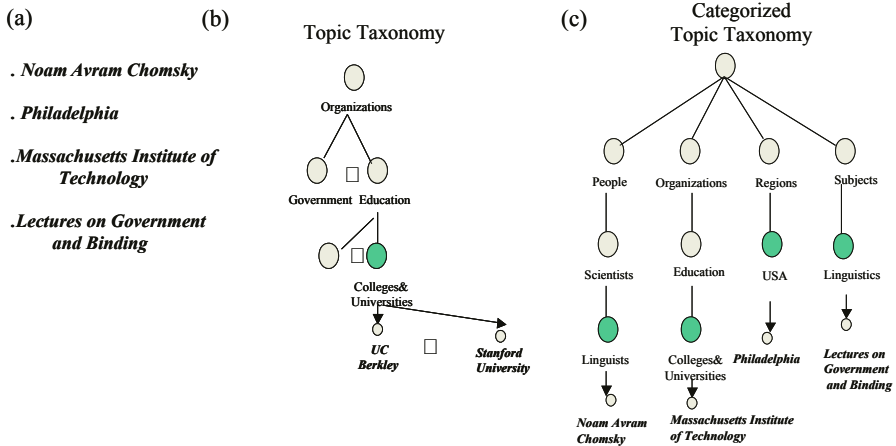 (a)
. Noam Avram Chomsky
. Philadelphia
.Massachusetts Institute of
Technology
.Lectures on Government
and Binding
(b)
Topic Taxonomy
Organizations
Government Education
Colleges&
Universities
UC
Berkley
Stanford
University
(c)
Categorized
Topic Taxonomy
People
Organizations
Regions
Subjects
Scientists
Education
USA
Linguistics
Linguists
Colleges&
Universities
Philadelphia
Lectures on
Government
and Binding
Noam Avram
Chomsky
Massachusetts Institute
of Technology